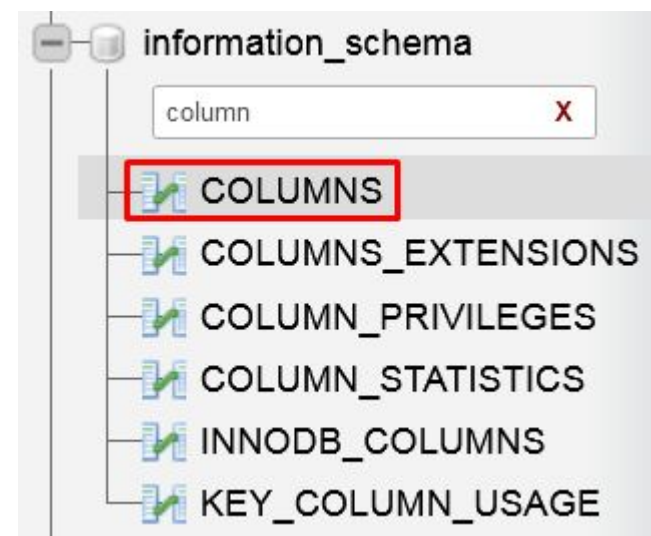 information_schema
column X
COLUMNS
COLUMNS_EXTENSIONS
COLUMN_PRIVILEGES
COLUMN_STATISTICS
INNODB_COLUMNS
KEY_COLUMN_USAGE